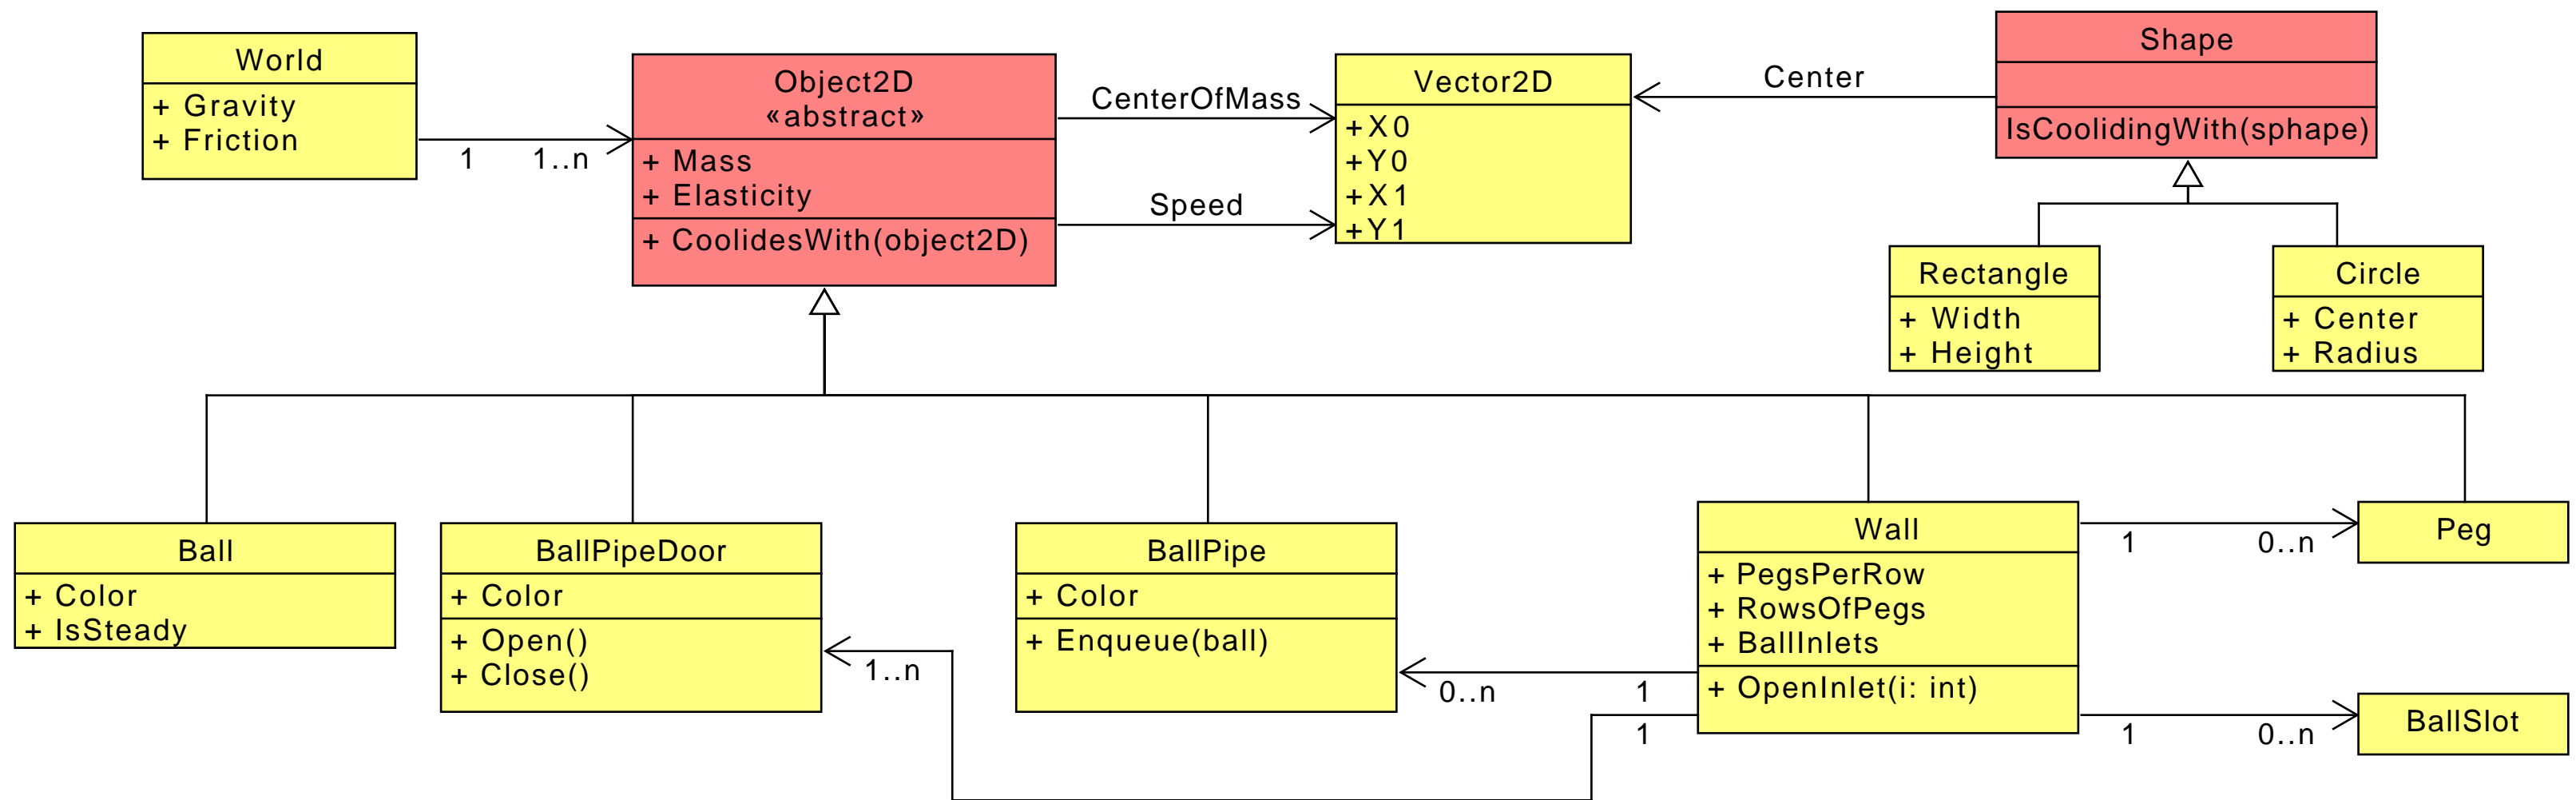 World
+ Gravity
+ Friction
1
1..n
Object2D
«abstract»
+ Mass
+ Elasticity
+ CoolidesWith(object2D)
CenterOfMass
Speed
Vector2D
+X0
+Y0
+X1
+Y1
Center
Shape
IsCoolidingWith(sphape)
Rectangle
+ Width
+ Height
Circle
+ Center
+ Radius
Ball
+ Color
+ IsSteady
BallPipeDoor
+ Color
+ Open()
+ Close()
1..n
BallPipe
+ Color
+ Enqueue(ball)
0..n
1
1
Wall
+ PegsPerRow
+ RowsOfPegs
+ BallInlets
+ OpenInlet(i: int)
1
0..n
Peg
1
0..n
BallSlot